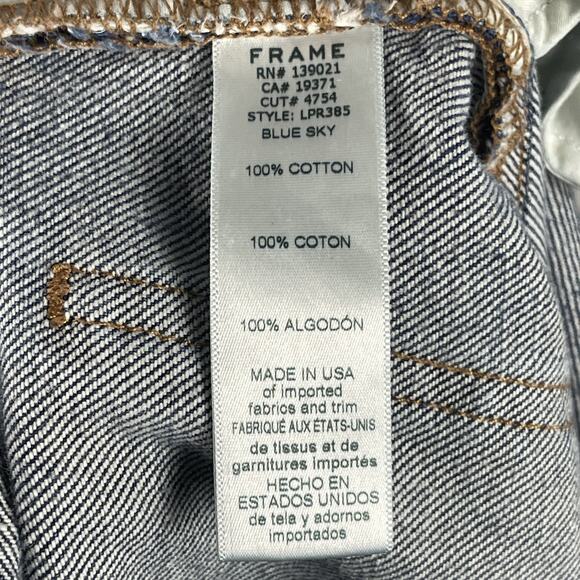 FRAME
RN# 139021
CA# 19371
CUT# 4754
STYLE: LPR385
BLUE SKY
100% COTTON
100% COTON
100% ALGODÓN
MADE IN USA
of imported
fabrics and trim
FABRIQUÉ AUX ÉTATS-UNIS
de tissus et de
garnitures importés
HECHO EN
ESTADOS UNIDOS
de tela y adornos
importados